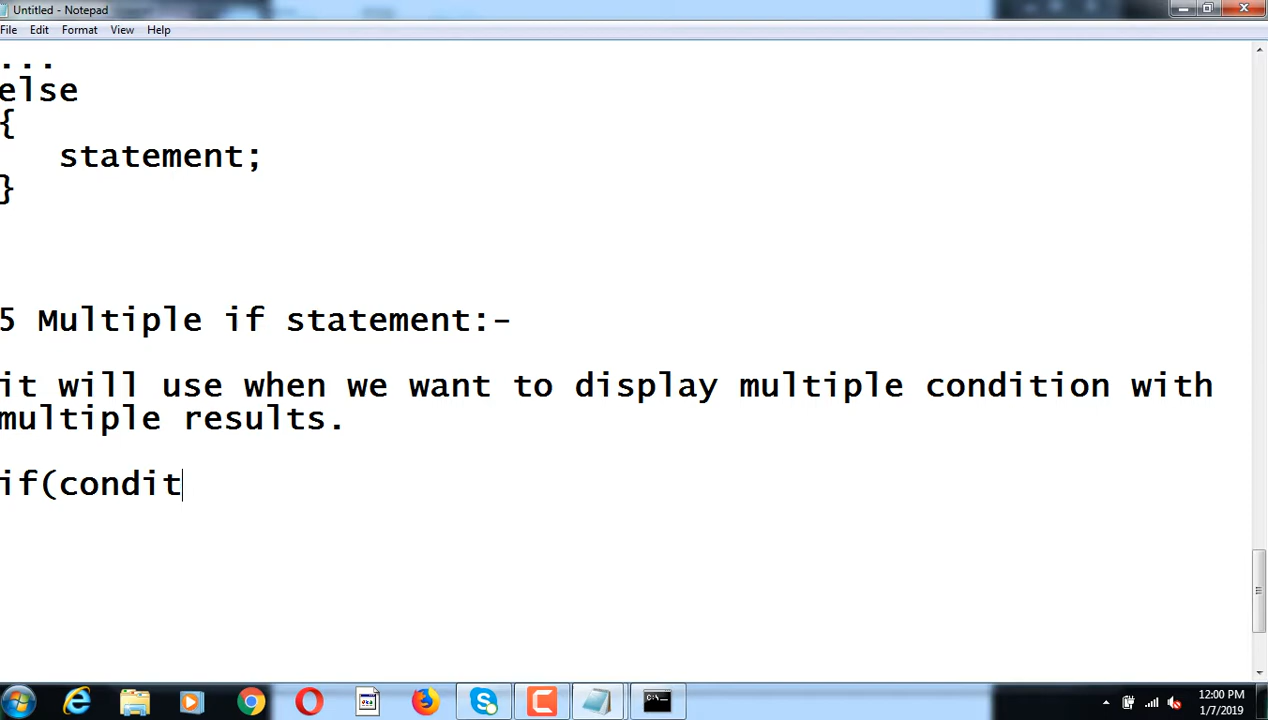 Untitled - Notepad
File Edit Format View Help
...
else
{
statement;
}
5 Multiple if statement:-
it will use when we want to display multiple condition with
multiple results.
if(condit
12:00 PM
1/7/2019